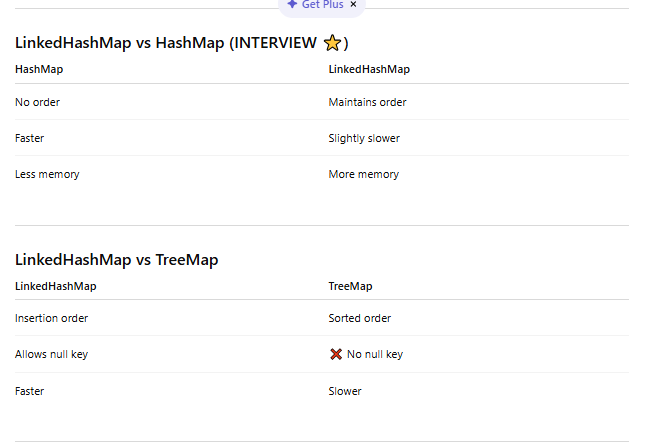 Get Plus ×
LinkedHashMap vs HashMap (INTERVIEW ⭐)
HashMap LinkedHashMap
No order Maintains order
Faster Slightly slower
Less memory More memory
LinkedHashMap vs TreeMap
LinkedHashMap TreeMap
Insertion order Sorted order
Allows null key ❌ No null key
Faster Slower